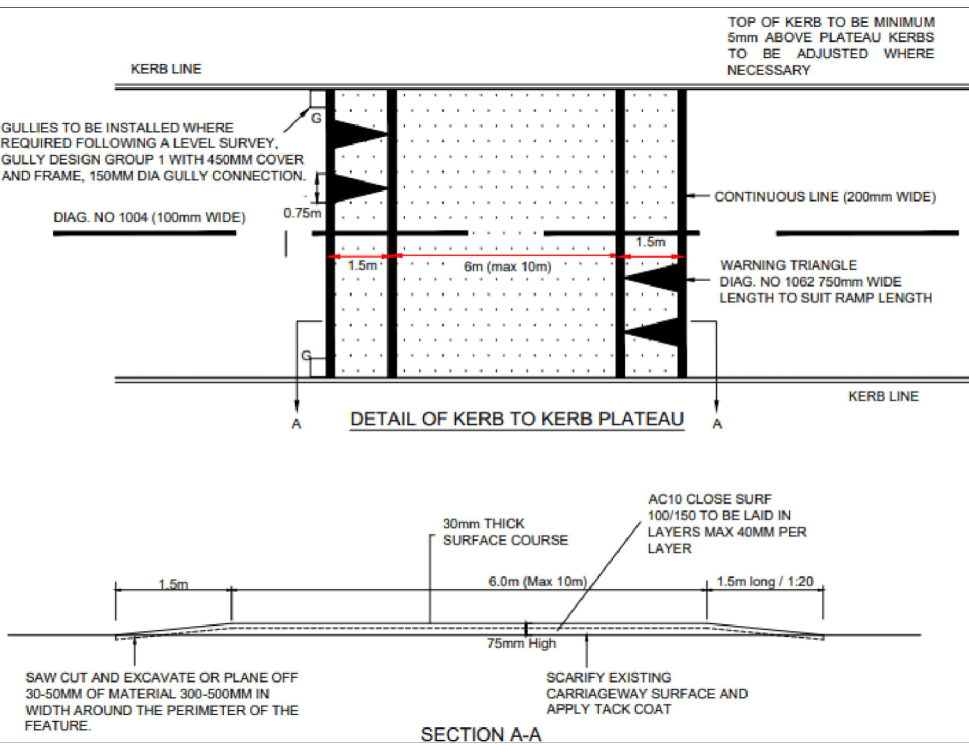 TOP OF KERB TO BE MINIMUM
5mm ABOVE PLATEAU KERBS
TO BE ADJUSTED WHERE
NECESSARY
KERB LINE
GULLIES TO BE INSTALLED WHERE
REQUIRED FOLLOWING A LEVEL SURVEY,
GULLY DESIGN GROUP 1 WITH 450MM COVER
AND FRAME, 150MM DIA GULLY CONNECTION.
G
0.75m
CONTINUOUS LINE (200mm WIDE)
DIAG. NO 1004 (100mm WIDE)
1.5m
6m (max 10m)
1.5m
WARNING TRIANGLE
DIAG. NO 1062 750mm WIDE
LENGTH TO SUIT RAMP LENGTH
G
KERB LINE
A
DETAIL OF KERB TO KERB PLATEAU
A
30mm THICK
SURFACE COURSE
AC10 CLOSE SURF
100/150 TO BE LAID IN
LAYERS MAX 40MM PER
LAYER
1.5m
6.0m (Max 10m)
1.5m long / 1:20
75mm High
SAW CUT AND EXCAVATE OR PLANE OFF
30-50MM OF MATERIAL 300-500MM IN
WIDTH AROUND THE PERIMETER OF THE
FEATURE.
SCARIFY EXISTING
CARRIAGEWAY SURFACE AND
APPLY TACK COAT
SECTION A-A